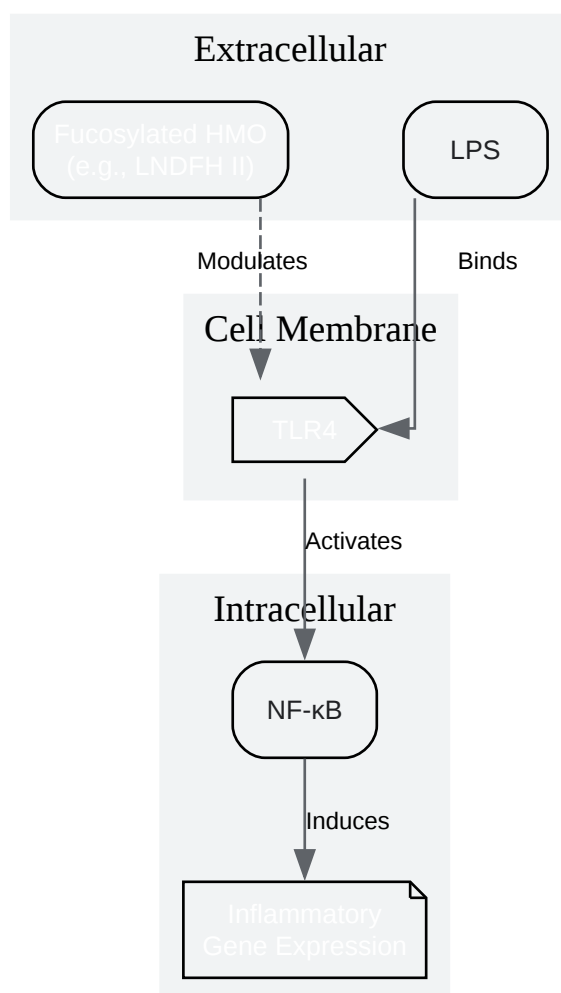 Extracellular
Fucosylated HMO
(e.g., LNDFH II)
LPS
Modulates
Binds
Cell Membrane
TLR4
Activates
Intracellular
NF-κB
Induces
Inflammatory
Gene Expression